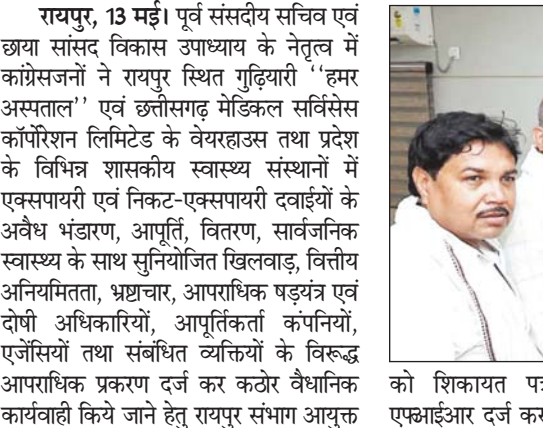 रायपुर, 13 मई। पूर्व संसदीय सचिव एवं
छाया सांसद विकास उपाध्याय के नेतृत्व में
कांग्रेसजनों ने रायपुर स्थित गुढ़ियारी ‘‘हमर
अस्पताल’’ एवं छत्तीसगढ़ मेडिकल सर्विसेस
कॉर्पोरेशन लिमिटेड के वेयरहाउस तथा प्रदेश
के विभिन्न शासकीय स्वास्थ्य संस्थानों में
एक्सपायरी एवं निकट-एक्सपायरी दवाईयों के
अवैध भंडारण, आपूर्ति, वितरण, सार्वजनिक
स्वास्थ्य के साथ सुनियोजित खिलवाड़, वित्तीय
अनियमितता, भ्रष्टाचार, आपराधिक षड़यंत्र एवं
दोषी अधिकारियों, आपूर्तिकर्ता कंपनियों,
एजेंसियों तथा संबंधित व्यक्तियों के विरूद्ध
आपराधिक प्रकरण दर्ज कर कठोर वैधानिक
कार्यवाही किये जाने हेतु रायपुर संभाग आयुक्त
को शिकायत
एफआईआर दर्ज